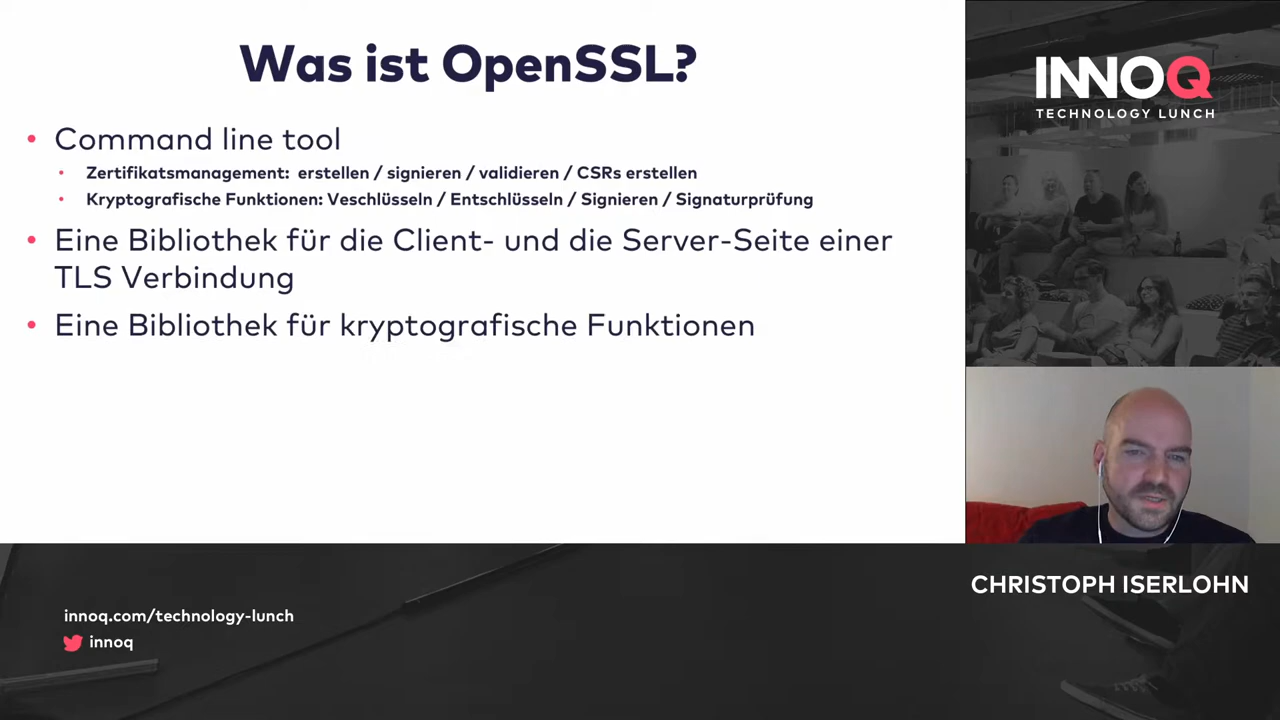 Was ist OpenSSL?
• Command line tool
• Zertifikatsmanagement: erstellen / signieren / validieren / CSRs erstellen
• Kryptografische Funktionen: Veschlüsseln / Entschlüsseln / Signieren / Signaturprüfung
• Eine Bibliothek für die Client- und die Server-Seite einer
TLS Verbindung
• Eine Bibliothek für kryptografische Funktionen
INNOQ
TECHNOLOGY LUNCH
CHRISTOPH ISERLOHN
innoq.com/technology-lunch
innoq